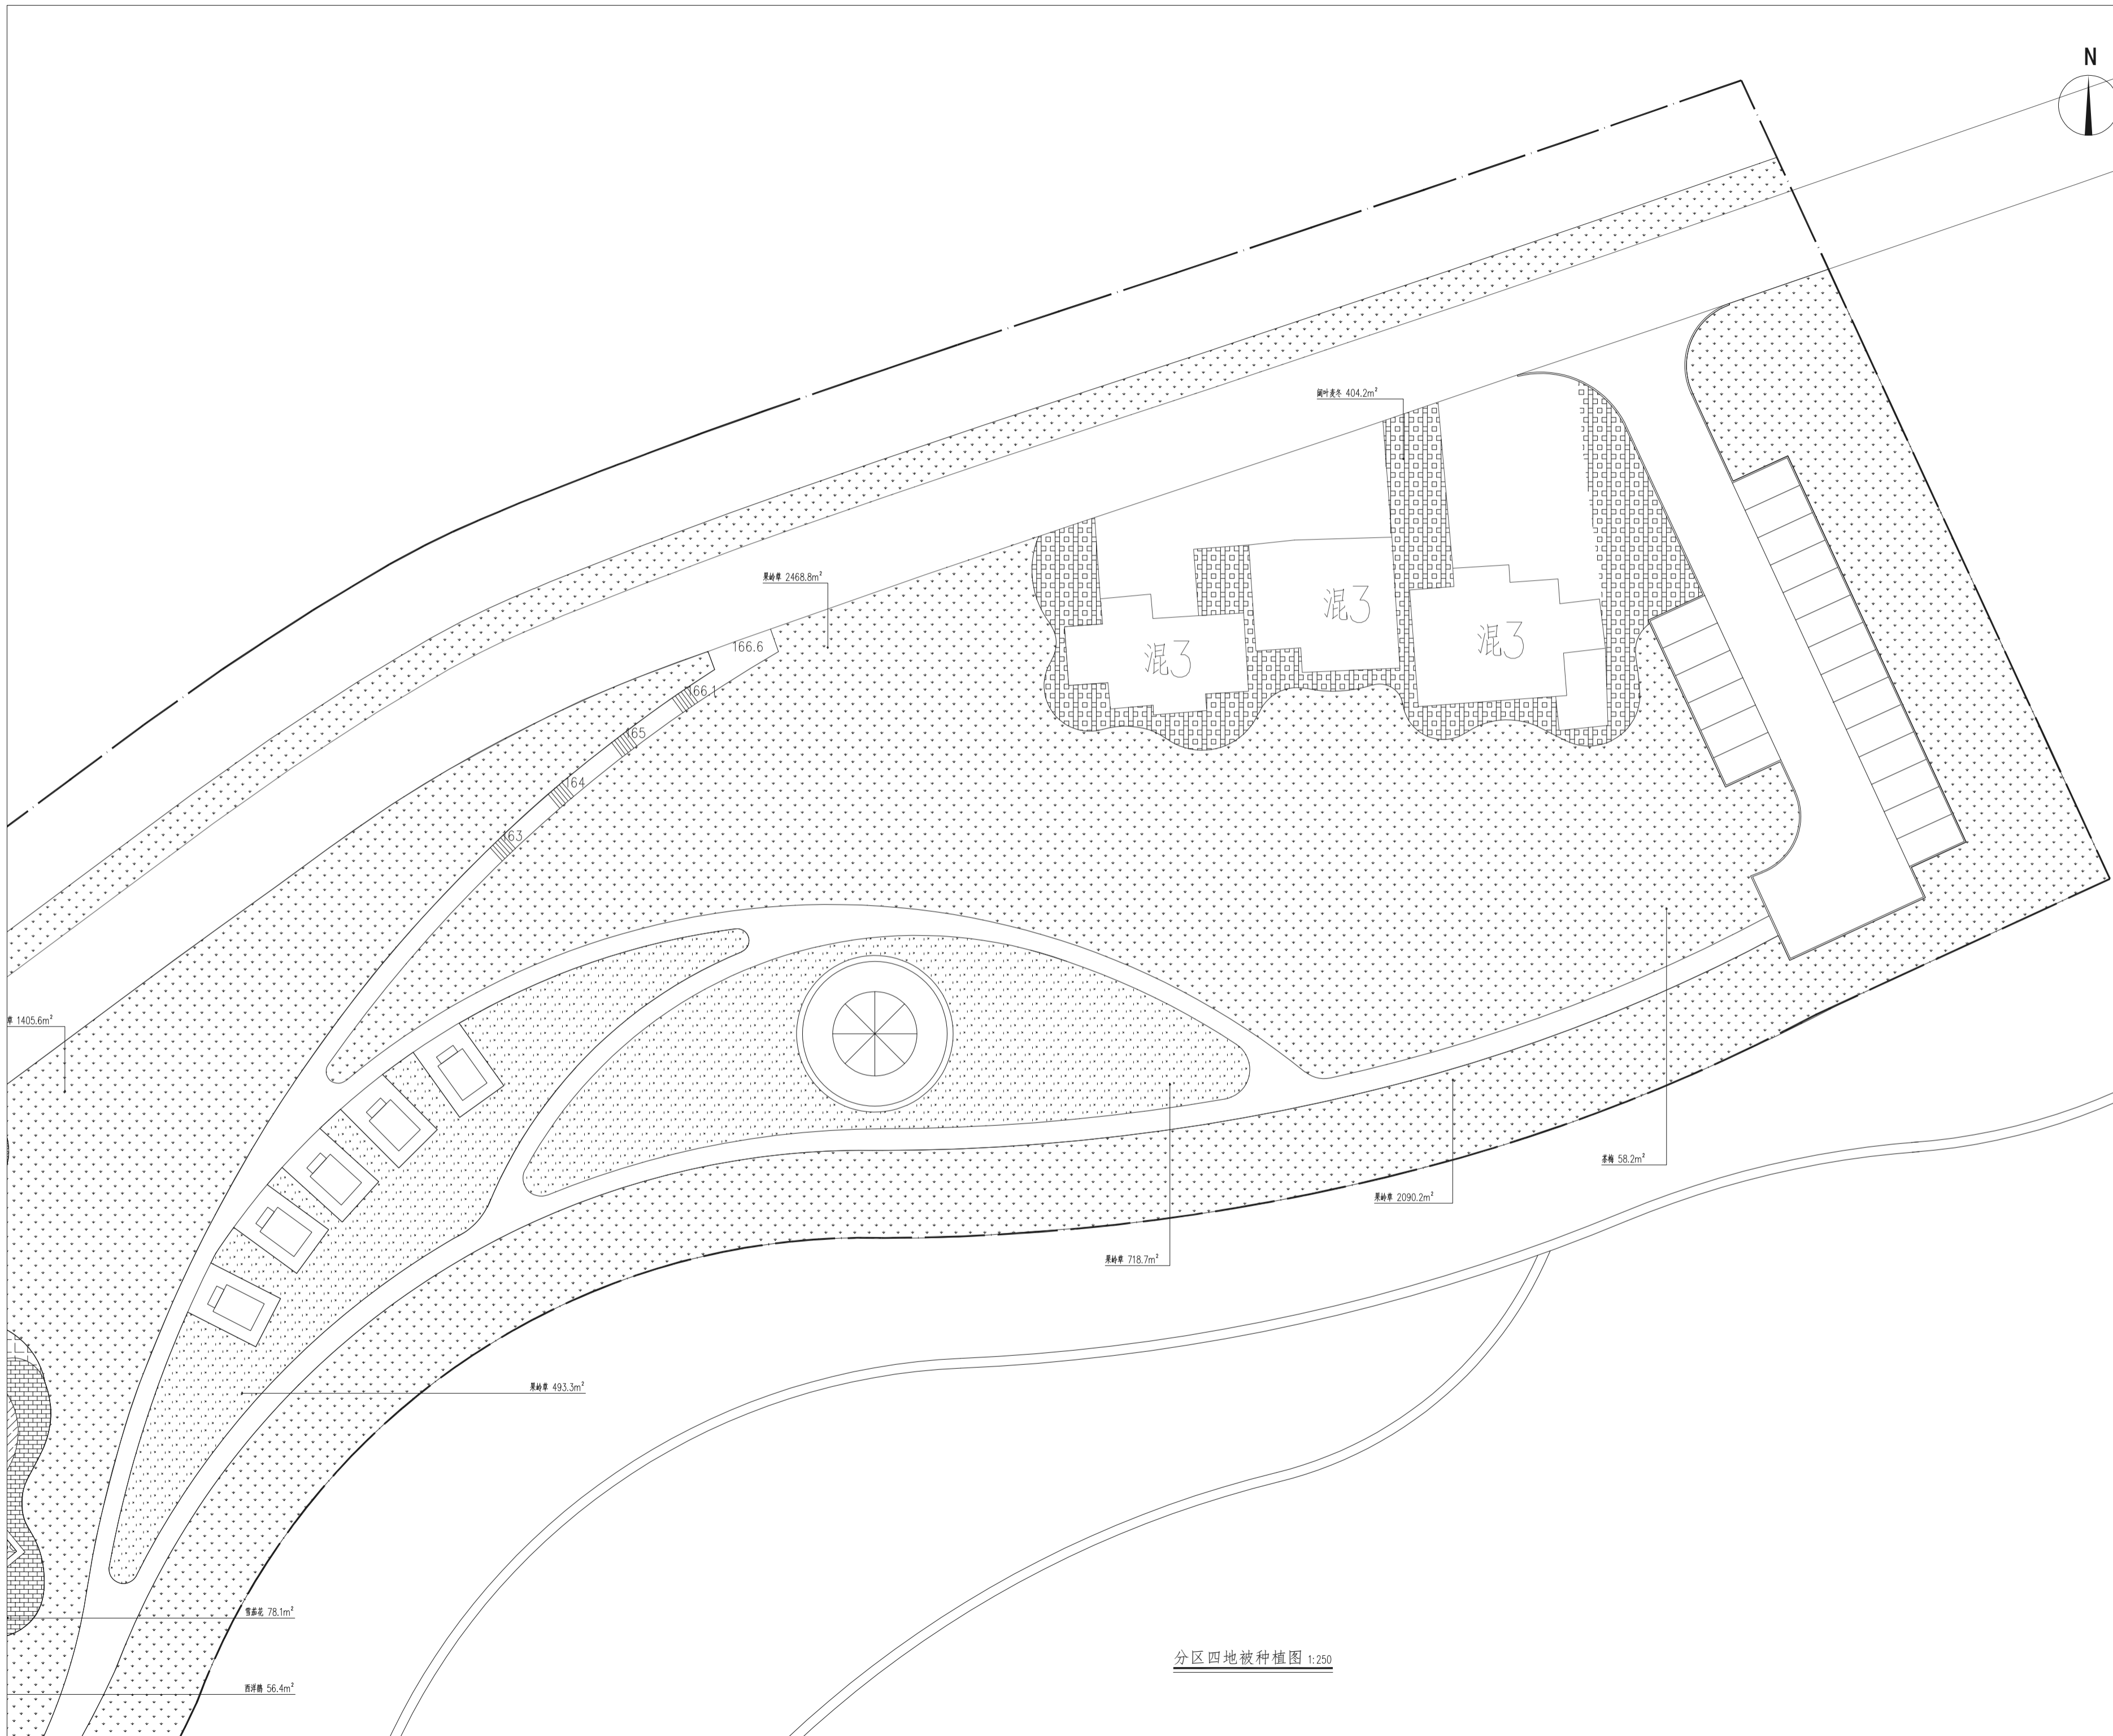 N
阔叶麦冬 404.2m²
果岭草 2468.8m²
混3
混3
混3
166.6
166.1
165
164
163
草 1405.6m²
茶梅 58.2m²
果岭草 2090.2m²
果岭草 718.7m²
果岭草 493.3m²
雪茄花 78.1m²
西洋鹃 56.4m²
分区四地被种植图 1:250